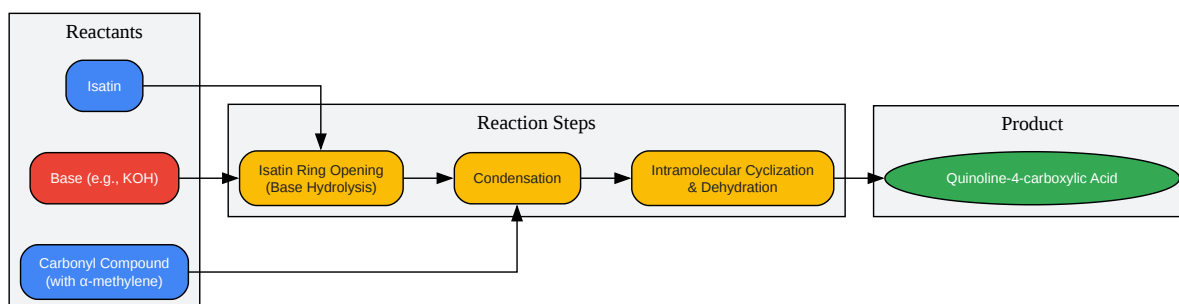 Reactants
Isatin
Base (e.g., KOH)
Carbonyl Compound
(with α-methylene)
Reaction Steps
Isatin Ring Opening
(Base Hydrolysis)
Condensation
Intramolecular Cyclization
& Dehydration
Product
Quinoline-4-carboxylic Acid